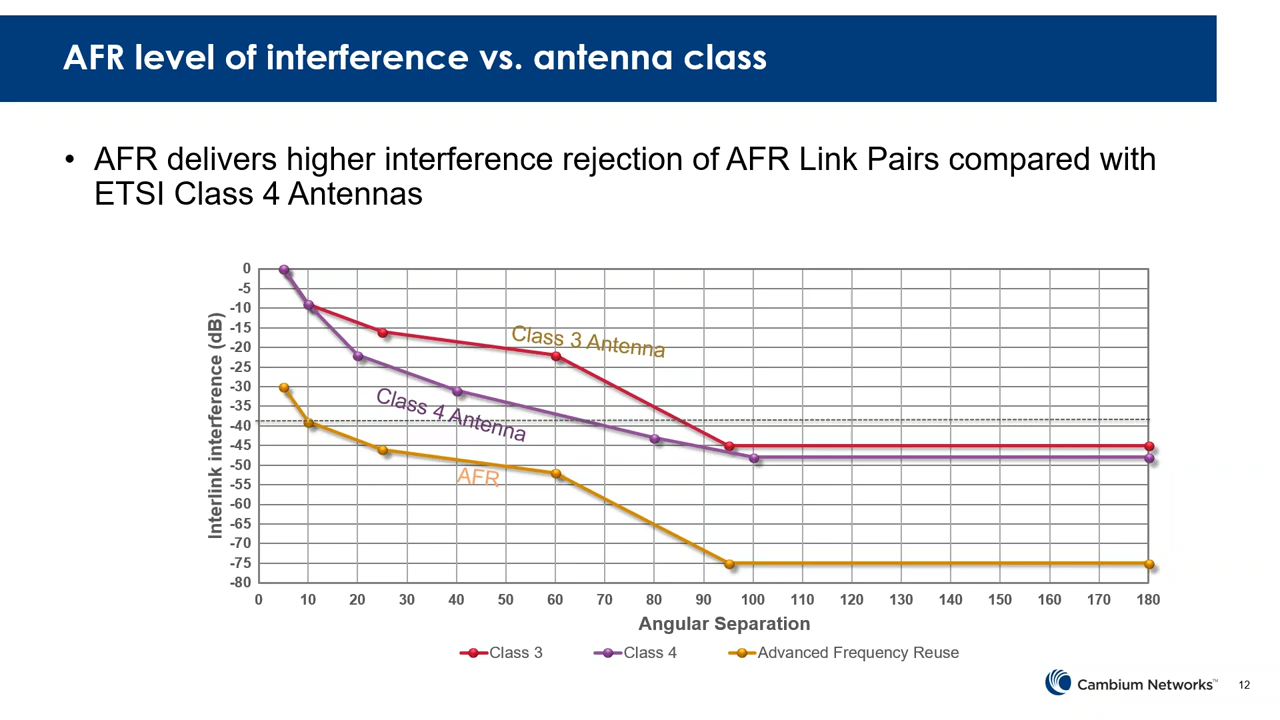 AFR level of interference vs. antenna class
• AFR delivers higher interference rejection of AFR Link Pairs compared with
ETSI Class 4 Antennas
Interlink interference (dB)
0
-5
-10
-15
-20
-25
-30
-35
-40
-45
-50
-55
-60
-65
-70
-75
-80
Class 3 Antenna
Class 4 Antenna
AFR
0 10 20 30 40 50 60 70 80 90 100 110 120 130 140 150 160 170 180
Angular Separation
Class 3 Class 4 Advanced Frequency Reuse
Cambium Networks™ 12